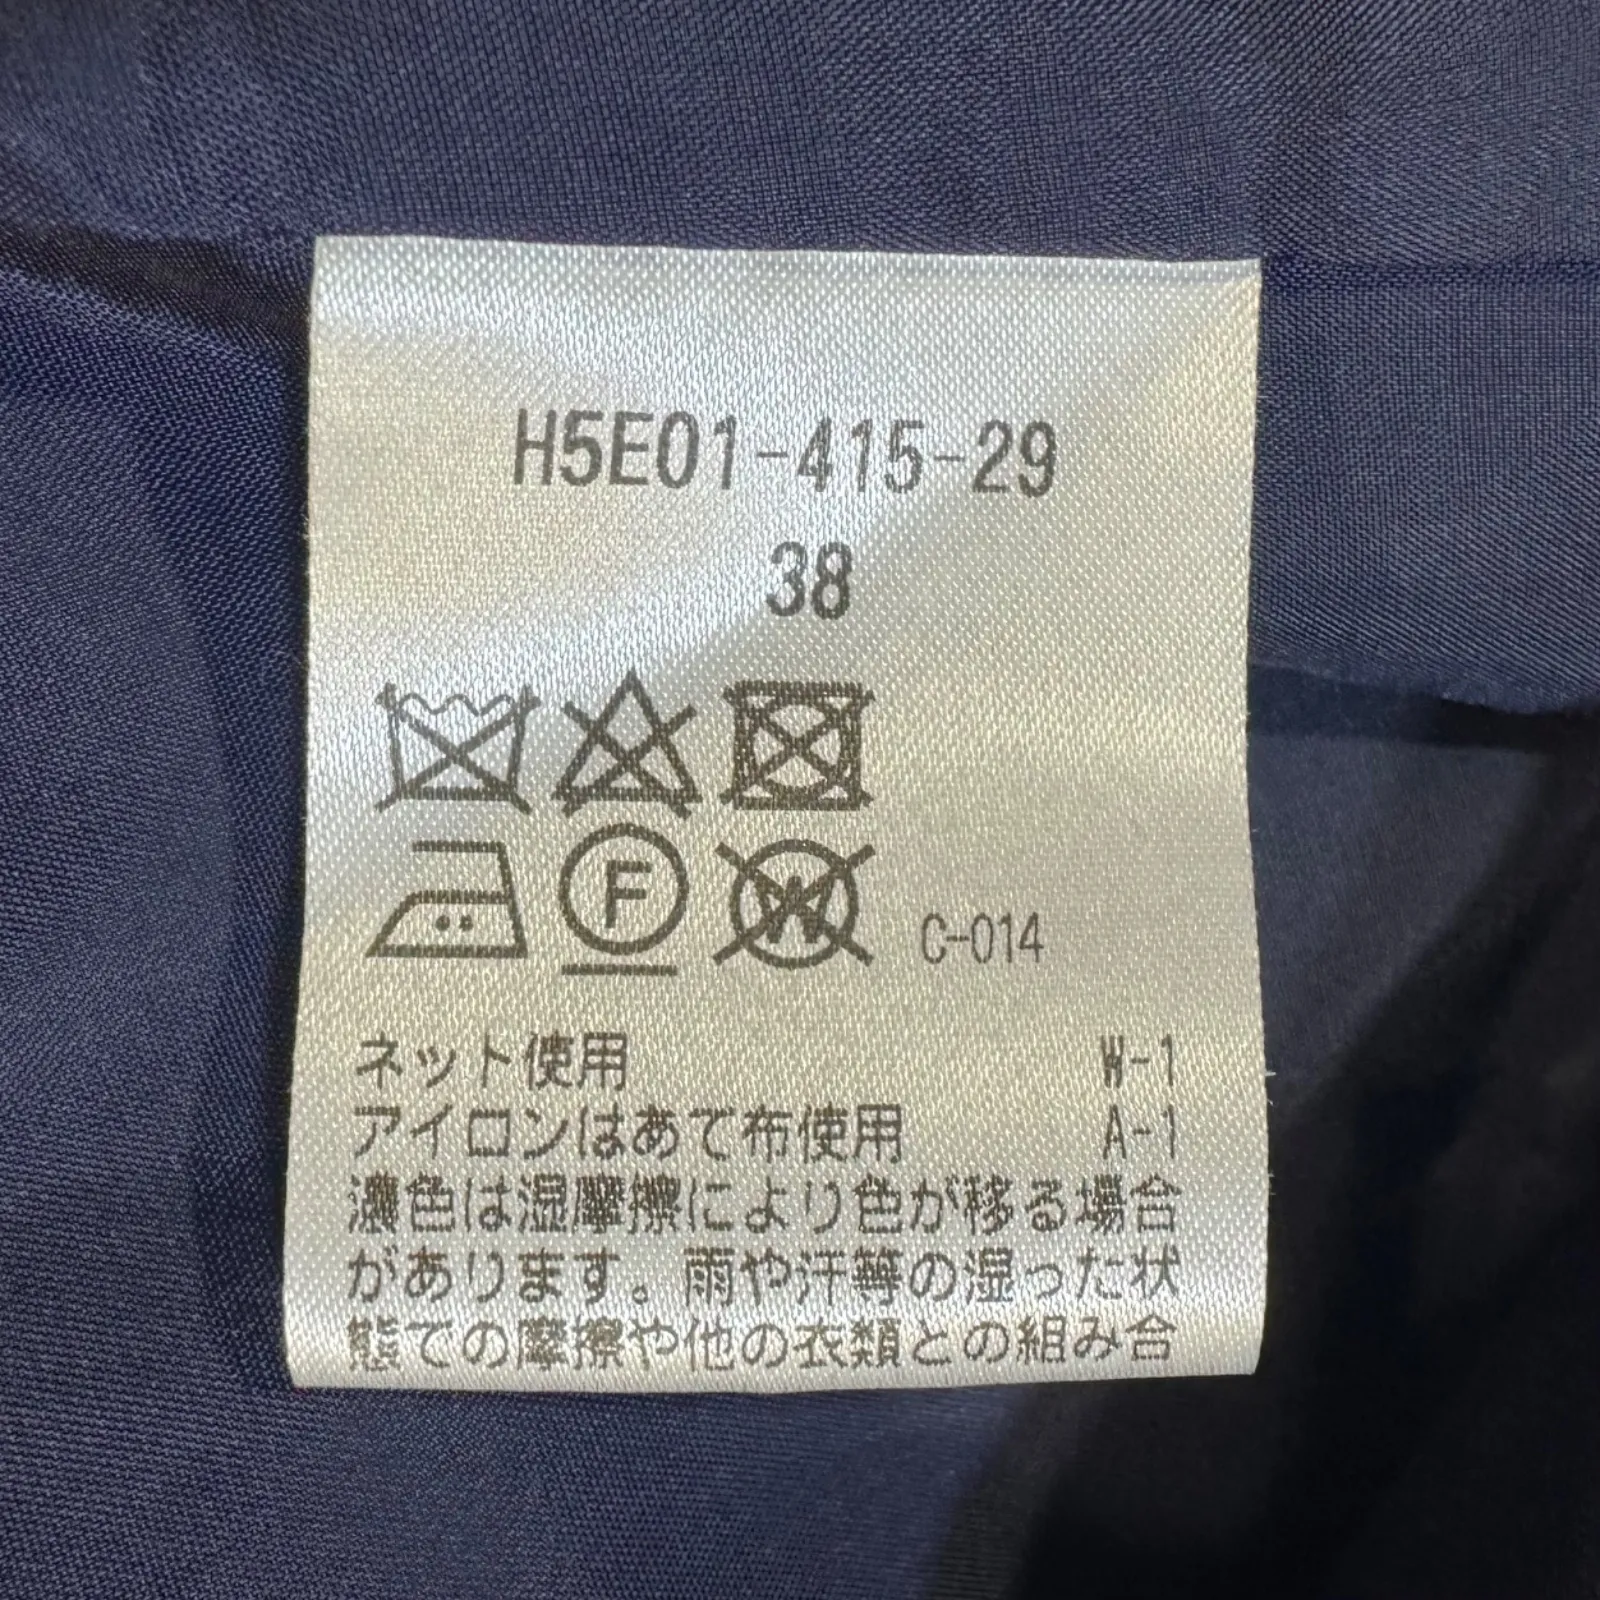 H5E01-415-29
38
F
W
C-014
ネット使用 W-1
アイロンはあて布使用 A-1
濃色は湿摩擦により色が移る場合
があります。雨や汗等の湿った状
態での摩擦や他の衣類との組み合